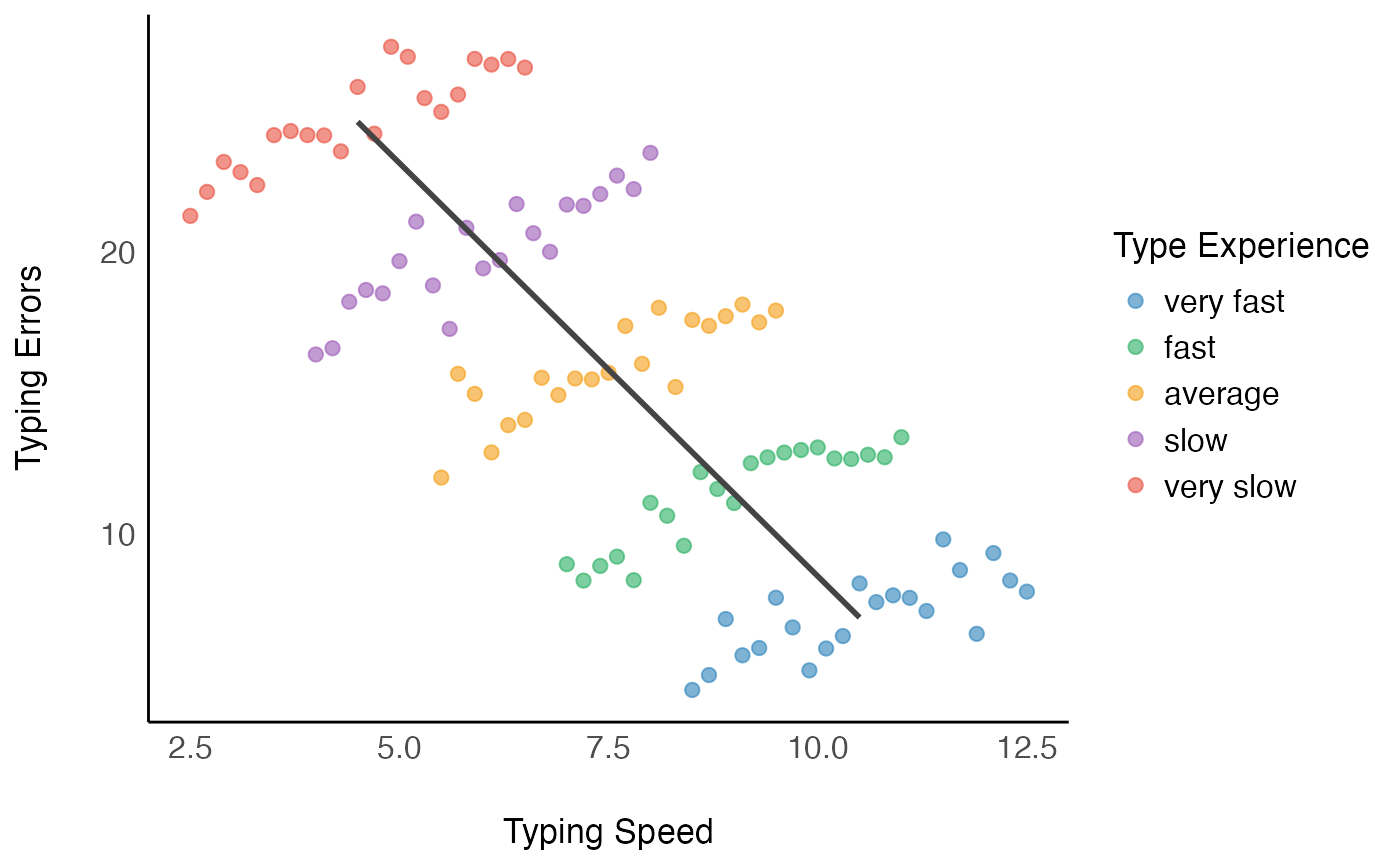 Typing Errors
20
10
2.5 5.0 7.5 10.0 12.5
Typing Speed
Type Experience
very fast
fast
average
slow
very slow